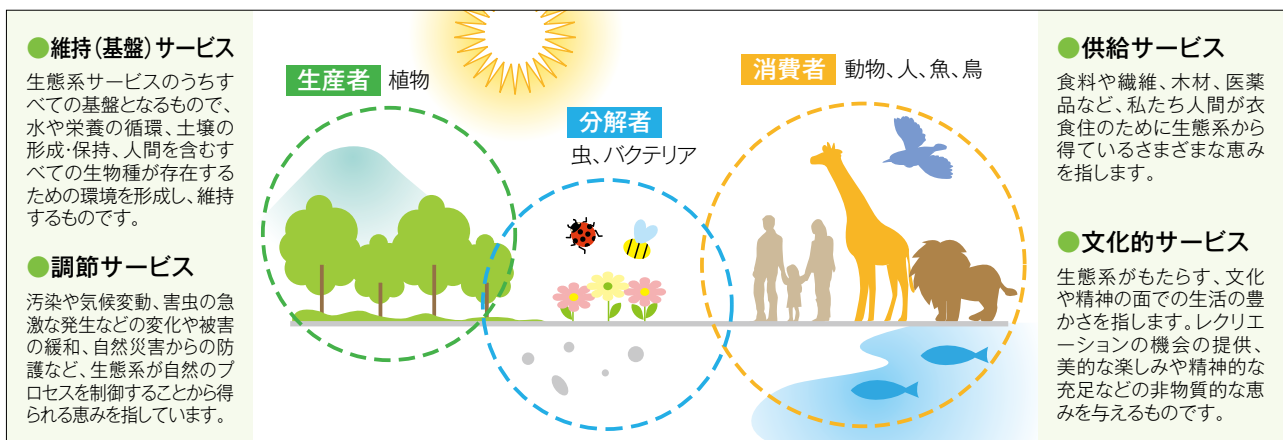 ●維持（基盤）サービス
生態系サービスのうちす
べての基盤となるもので、
水や栄養の循環、土壌の
形成・保持、人間を含むす
べての生物種が存在する
ための環境を形成し、維持
するものです。
●調節サービス
汚染や気候変動、害虫の急
激な発生などの変化や被害
の緩和、自然災害からの防
護など、生態系が自然のプ
ロセスを制御することから得
られる恵みを指しています。
生産者 植物
分解者
虫、バクテリア
消費者 動物、人、魚、鳥
●供給サービス
食料や繊維、木材、医薬
品など、私たち人間が衣
食住のために生態系から
得ているさまざまな恵み
を指します。
●文化的サービス
生態系がもたらす、文化
や精神の面での生活の豊
かさを指します。レクリエ
ーションの機会の提供、
美的な楽しみや精神的な
充足などの非物質的な恵
みを与えるものです。